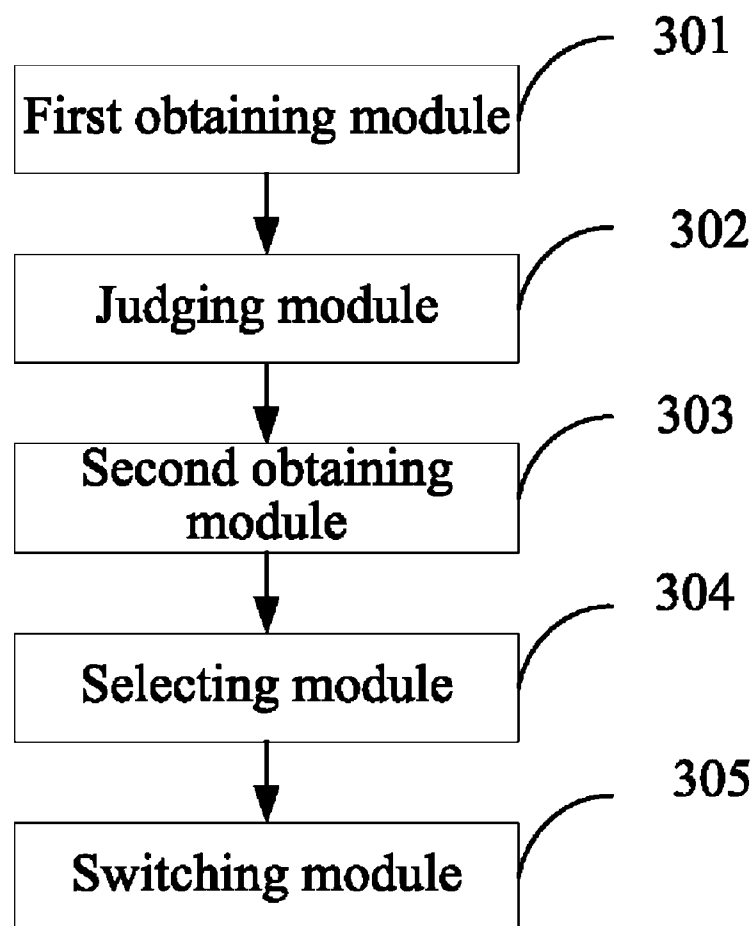 301
First obtaining module
302
Judging module
303
Second obtaining
module
304
Selecting module
305
Switching module